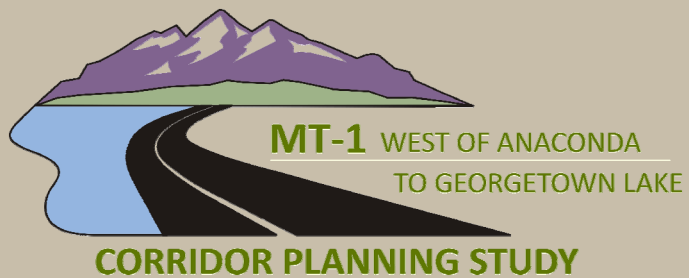 MT-1 WEST OF ANACONDA
TO GEORGETOWN LAKE
CORRIDOR PLANNING STUDY